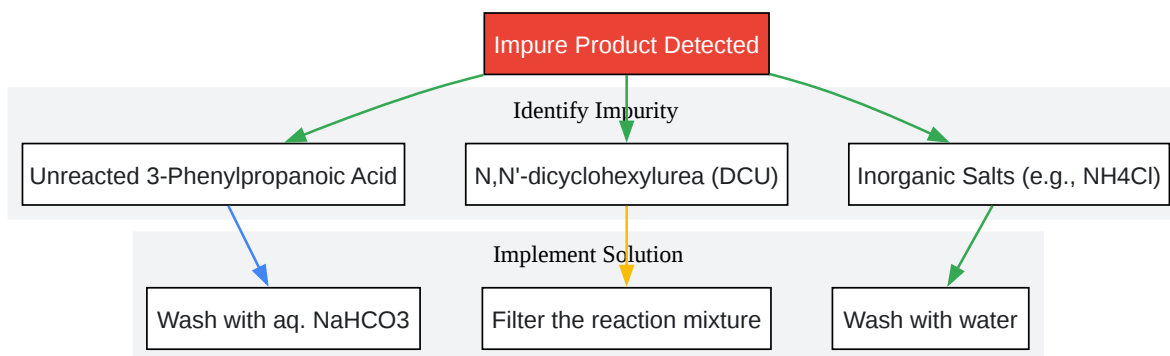 Impure Product Detected
Identify Impurity
Unreacted 3-Phenylpropanoic Acid
N,N'-dicyclohexylurea (DCU)
Inorganic Salts (e.g., NH4Cl)
Implement Solution
Wash with aq. NaHCO3
Filter the reaction mixture
Wash with water